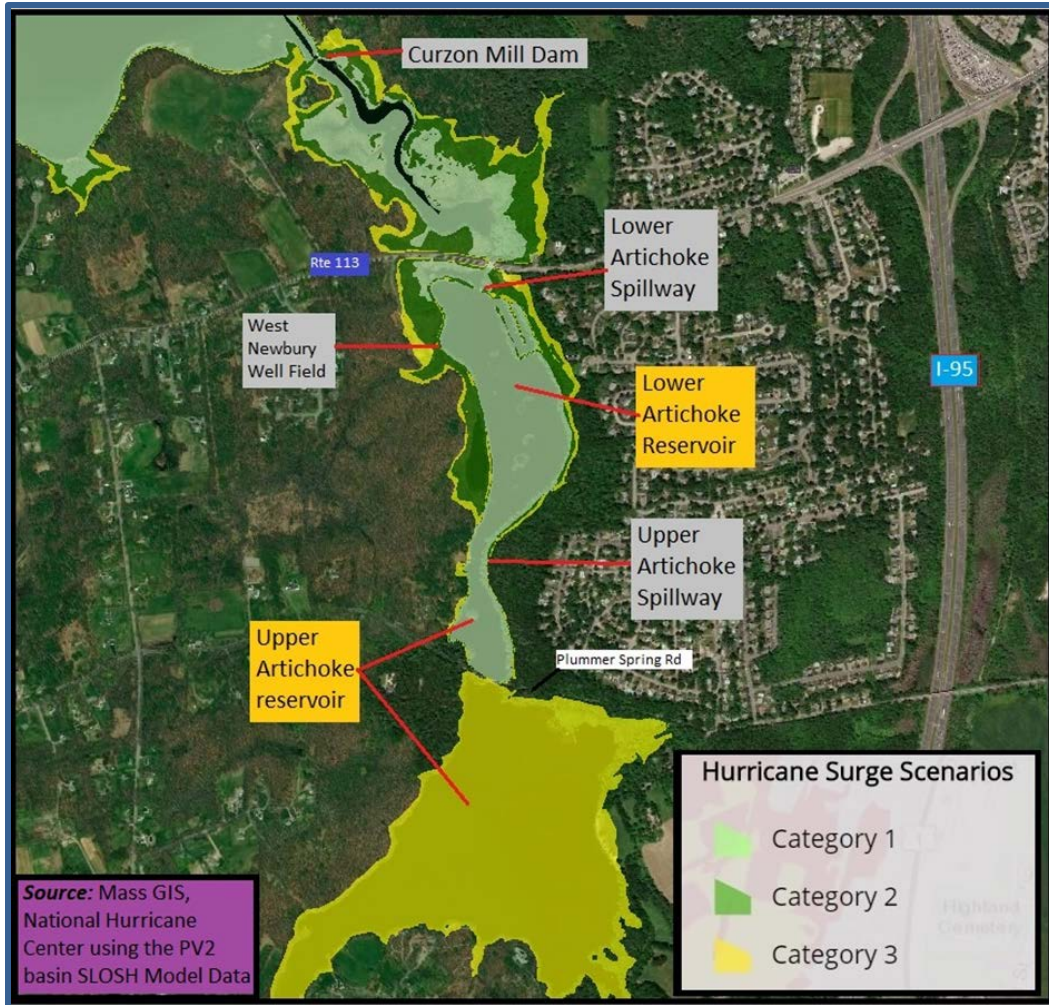 Curzon Mill Dam
Lower
Artichoke
Spillway
Rte 113
West
Newbury
Well Field
I-95
Lower
Artichoke
Reservoir
Upper
Artichoke
Spillway
Upper
Artichoke
reservoir
Plummer Spring Rd
Hurricane Surge Scenarios
Category 1
Category 2
Category 3
Highland
Cemetery
Source: Mass GIS,
National Hurricane
Center using the PV2
basin SLOSH Model Data